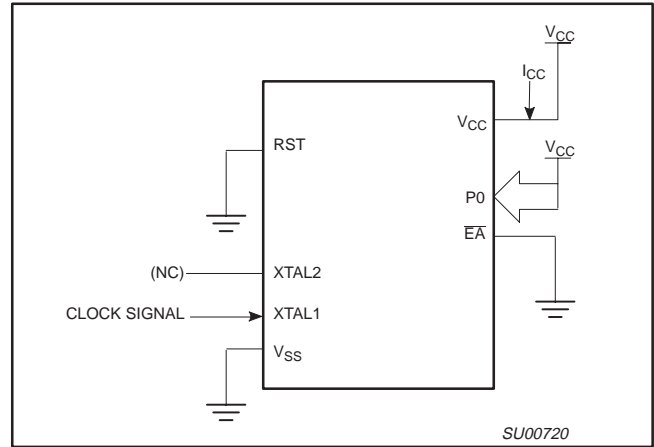 VCC
ICC
VCC
RST
VCC
P0
EA
(NC)
XTAL2
CLOCK SIGNAL
XTAL1
VSS
SU00720